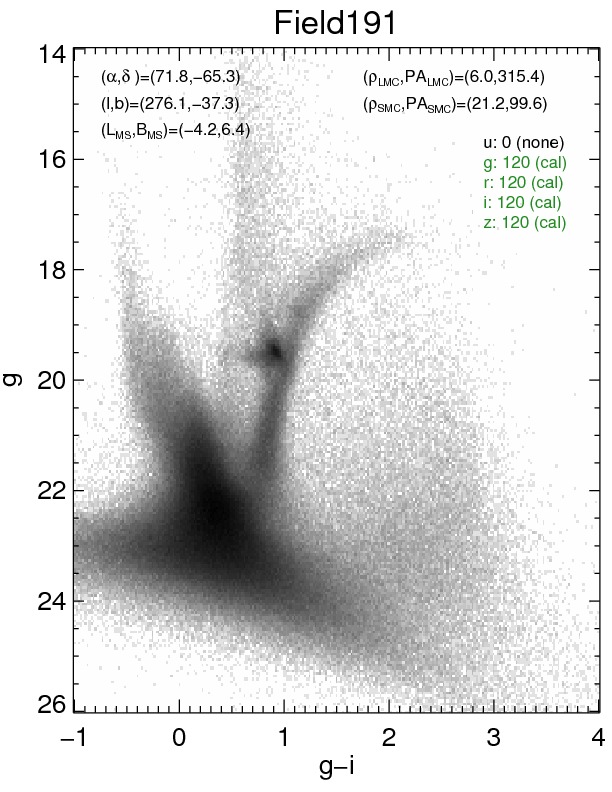 Field191
(α,δ )=(71.8,−65.3)
(ρLMC,PALMC)=(6.0,315.4)
(l,b)=(276.1,−37.3)
(ρSMC,PASMC)=(21.2,99.6)
(LMS,BMS)=(−4.2,6.4)
u: 0 (none)
g: 120 (cal)
r: 120 (cal)
i: 120 (cal)
z: 120 (cal)
14
16
18
20
22
24
26
g
−1 0 1 2 3 4
g−i